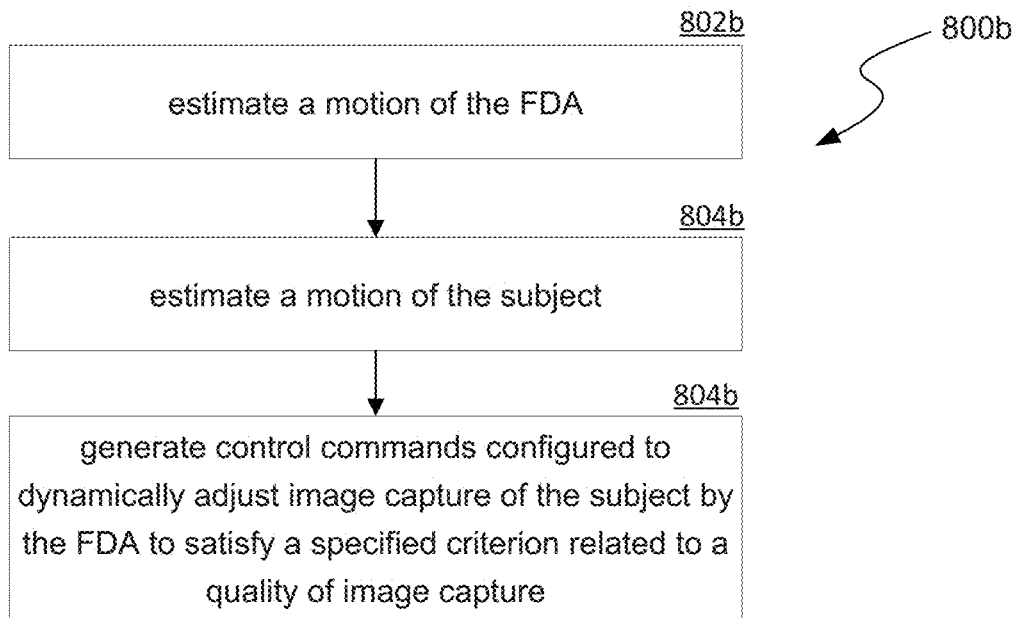 802b
800b
estimate a motion of the FDA
804b
estimate a motion of the subject
804b
generate control commands configured to
dynamically adjust image capture of the subject by
the FDA to satisfy a specified criterion related to a
quality of image capture